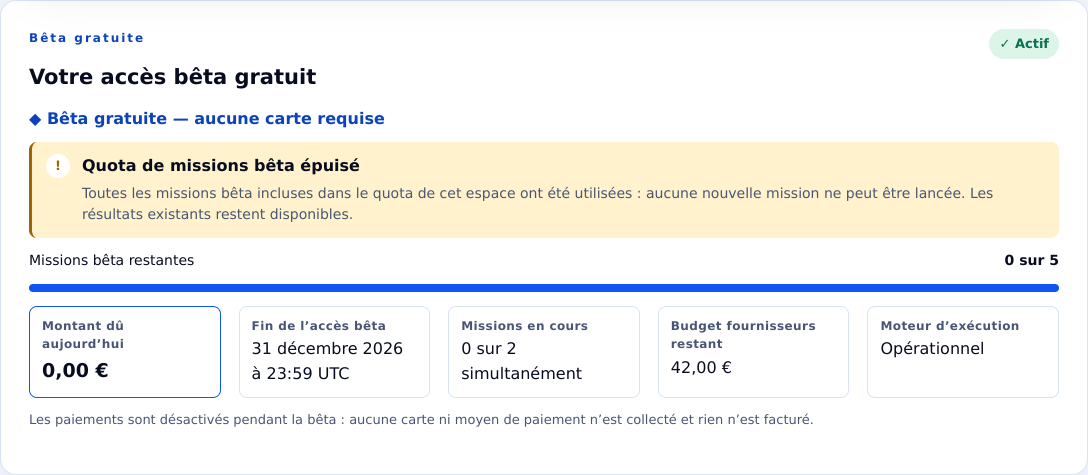 Bêta gratuite
✓ Actif
Votre accès bêta gratuit
◆ Bêta gratuite — aucune carte requise
!
Quota de missions bêta épuisé
Toutes les missions bêta incluses dans le quota de cet espace ont été utilisées : aucune nouvelle mission ne peut être lancée. Les
résultats existants restent disponibles.
Missions bêta restantes
0 sur 5
Montant dû
aujourd’hui
0,00 €
Fin de l’accès bêta
31 décembre 2026
à 23:59 UTC
Missions en cours
0 sur 2
simultanément
Budget fournisseurs
restant
42,00 €
Moteur d’exécution
Opérationnel
Les paiements sont désactivés pendant la bêta : aucune carte ni moyen de paiement n’est collecté et rien n’est facturé.